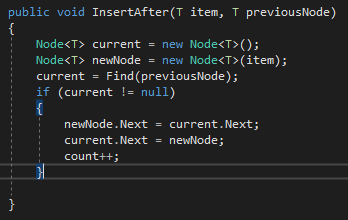 public void InsertAfter(T item, T previousNode)
{
Node<T> current = new Node<T>();
Node<T> newNode = new Node<T>(item);
current = Find(previousNode);
if (current != null)
{
newNode.Next = current.Next;
current.Next = newNode;
count++;
}
}